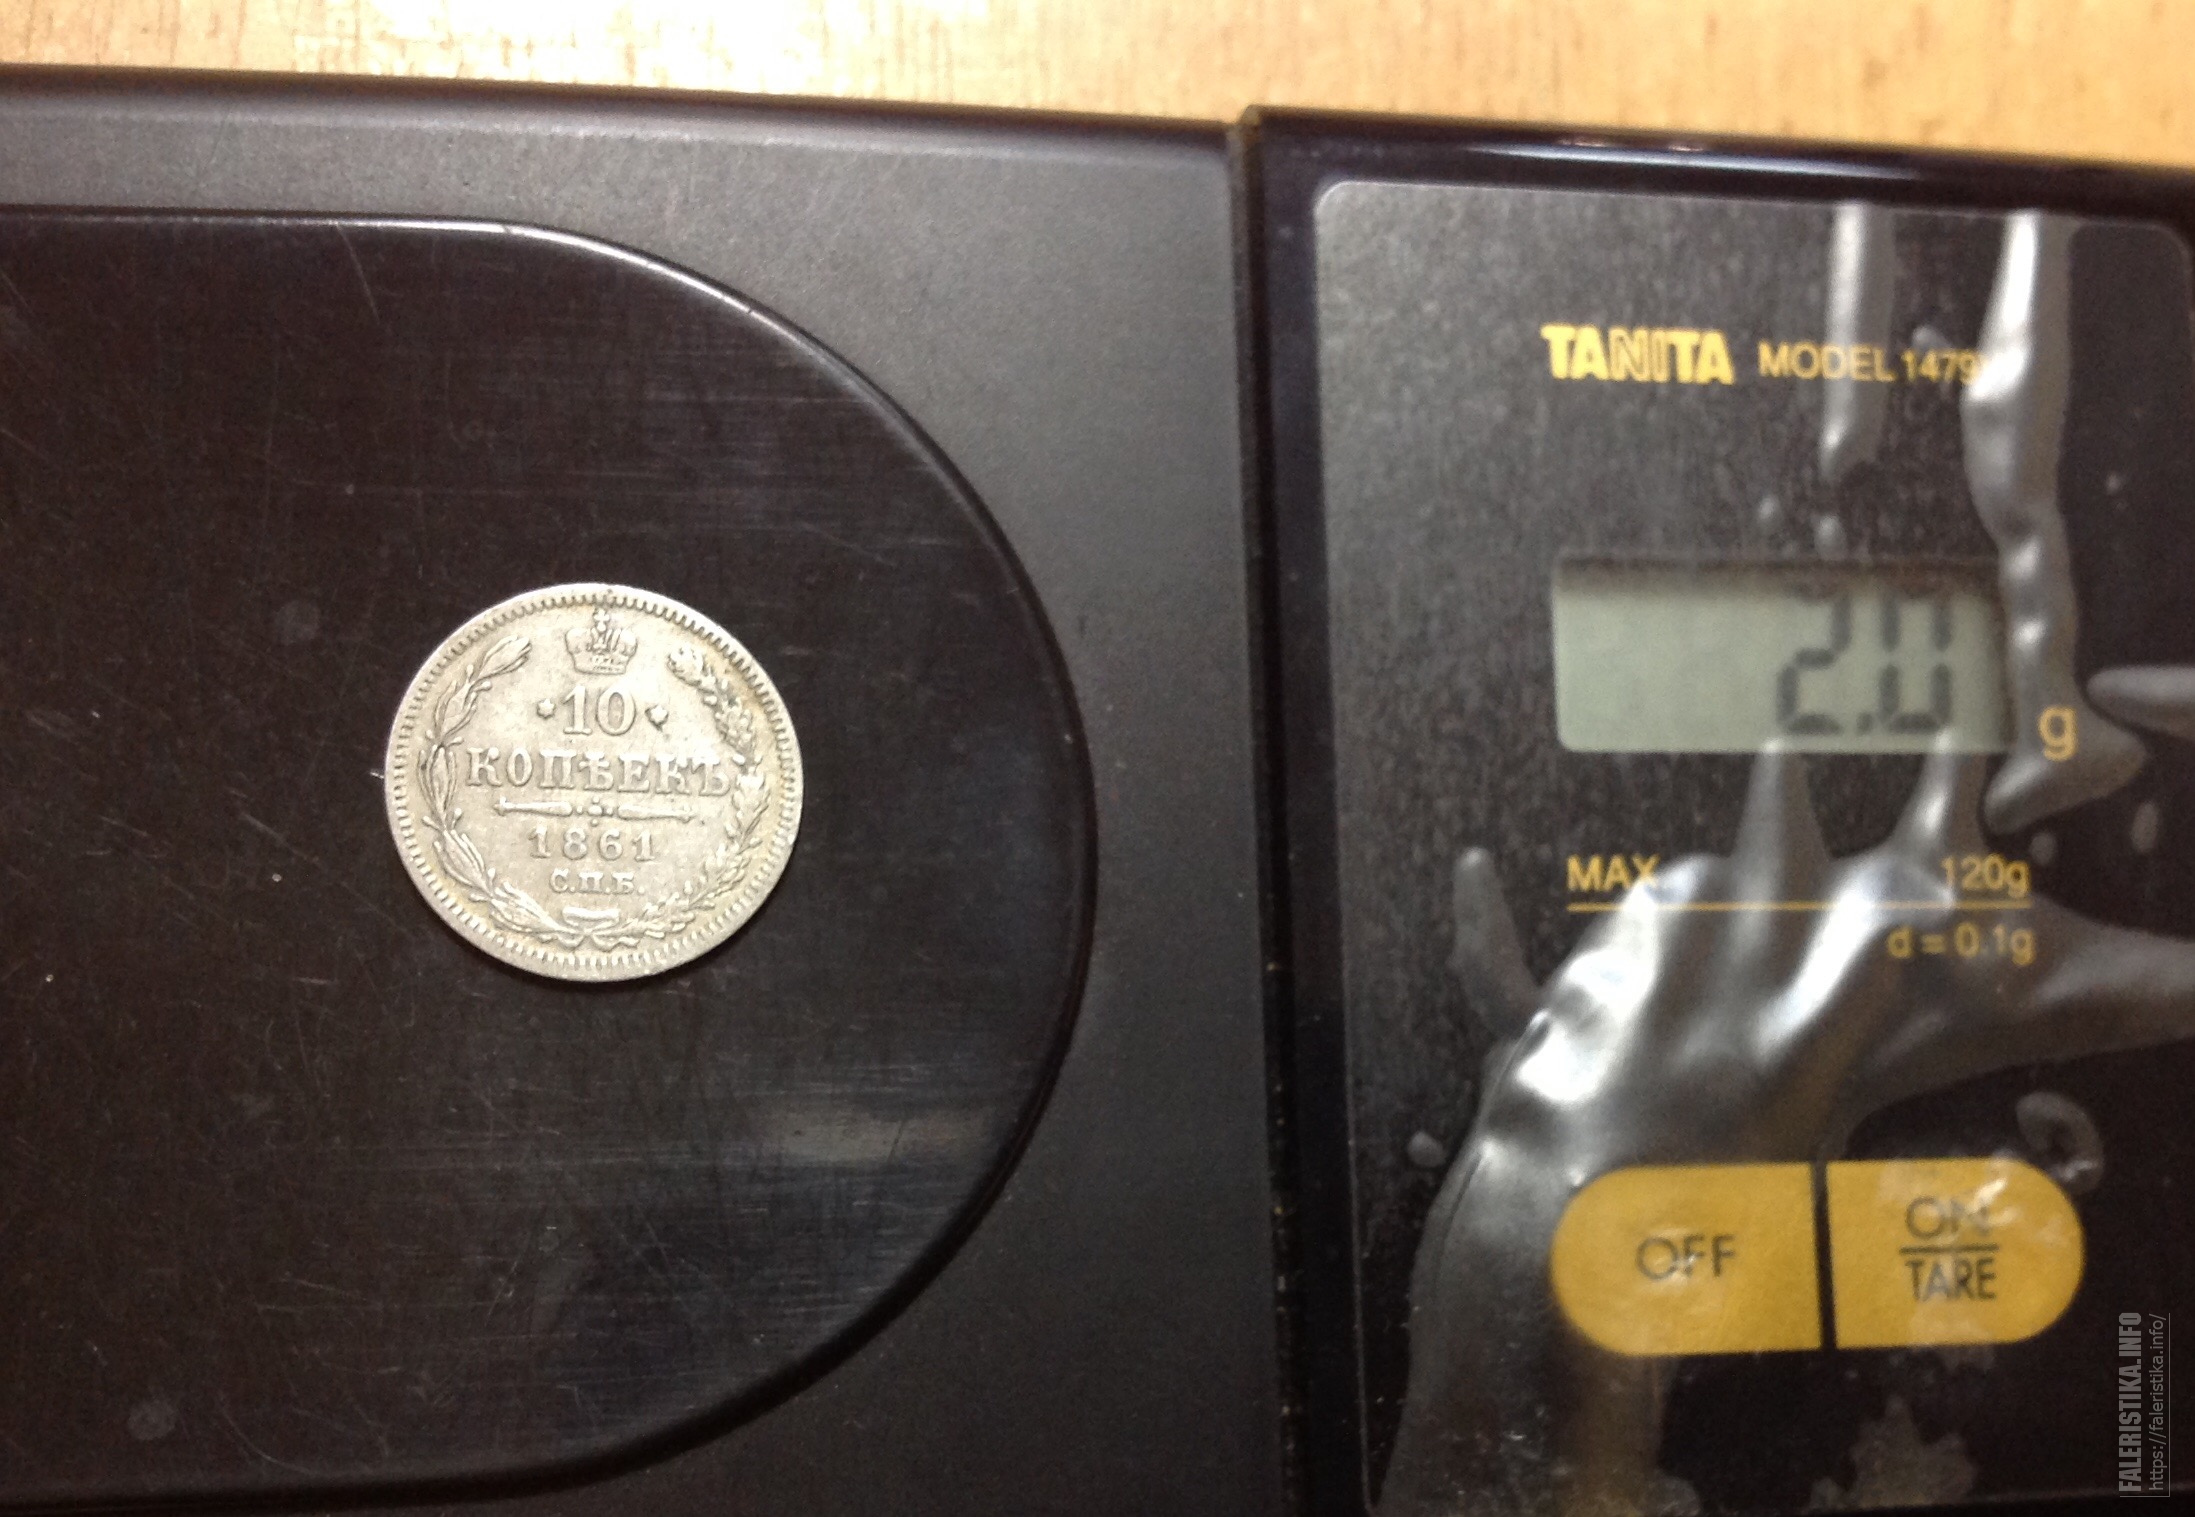 10
КОПѢЕКЪ
1861
С.П.Б.
TANITA MODEL 1479
2.0
g
MAX. 120g
d = 0.1g
OFF
ON
TARE
FALERISTIKA.INFO
https://faleristika.info/